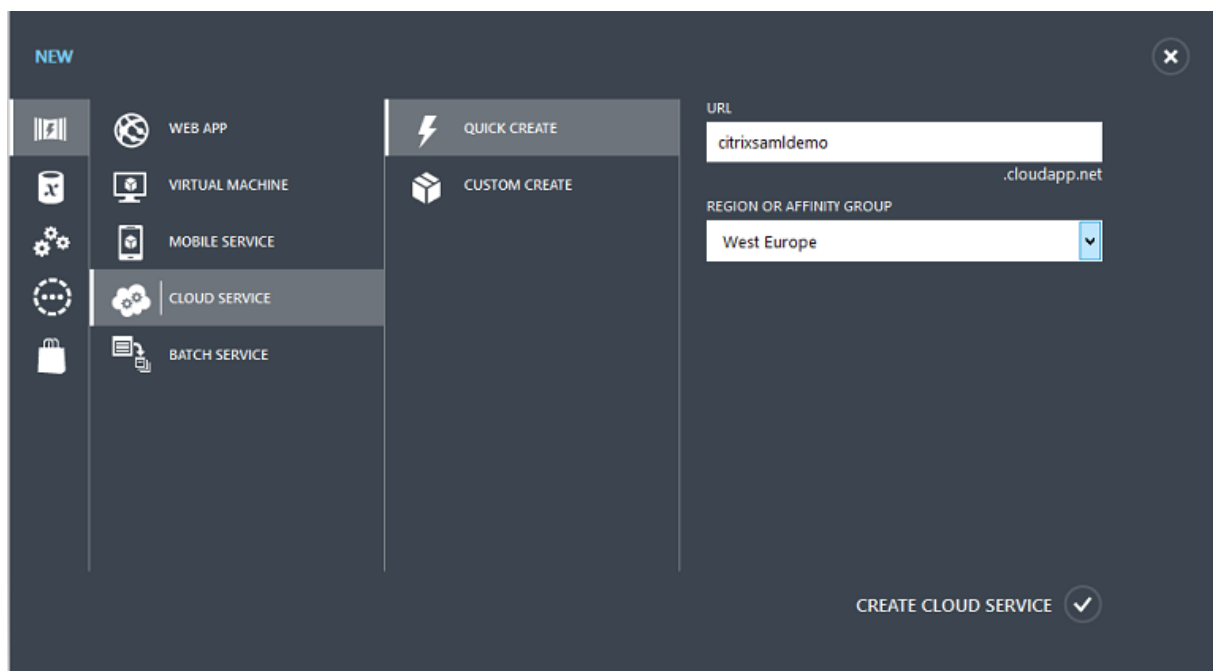 NEW
WEB APP
VIRTUAL MACHINE
MOBILE SERVICE
CLOUD SERVICE
BATCH SERVICE
QUICK CREATE
CUSTOM CREATE
URL
citrixsamldemo
.cloudapp.net
REGION OR AFFINITY GROUP
West Europe
CREATE CLOUD SERVICE